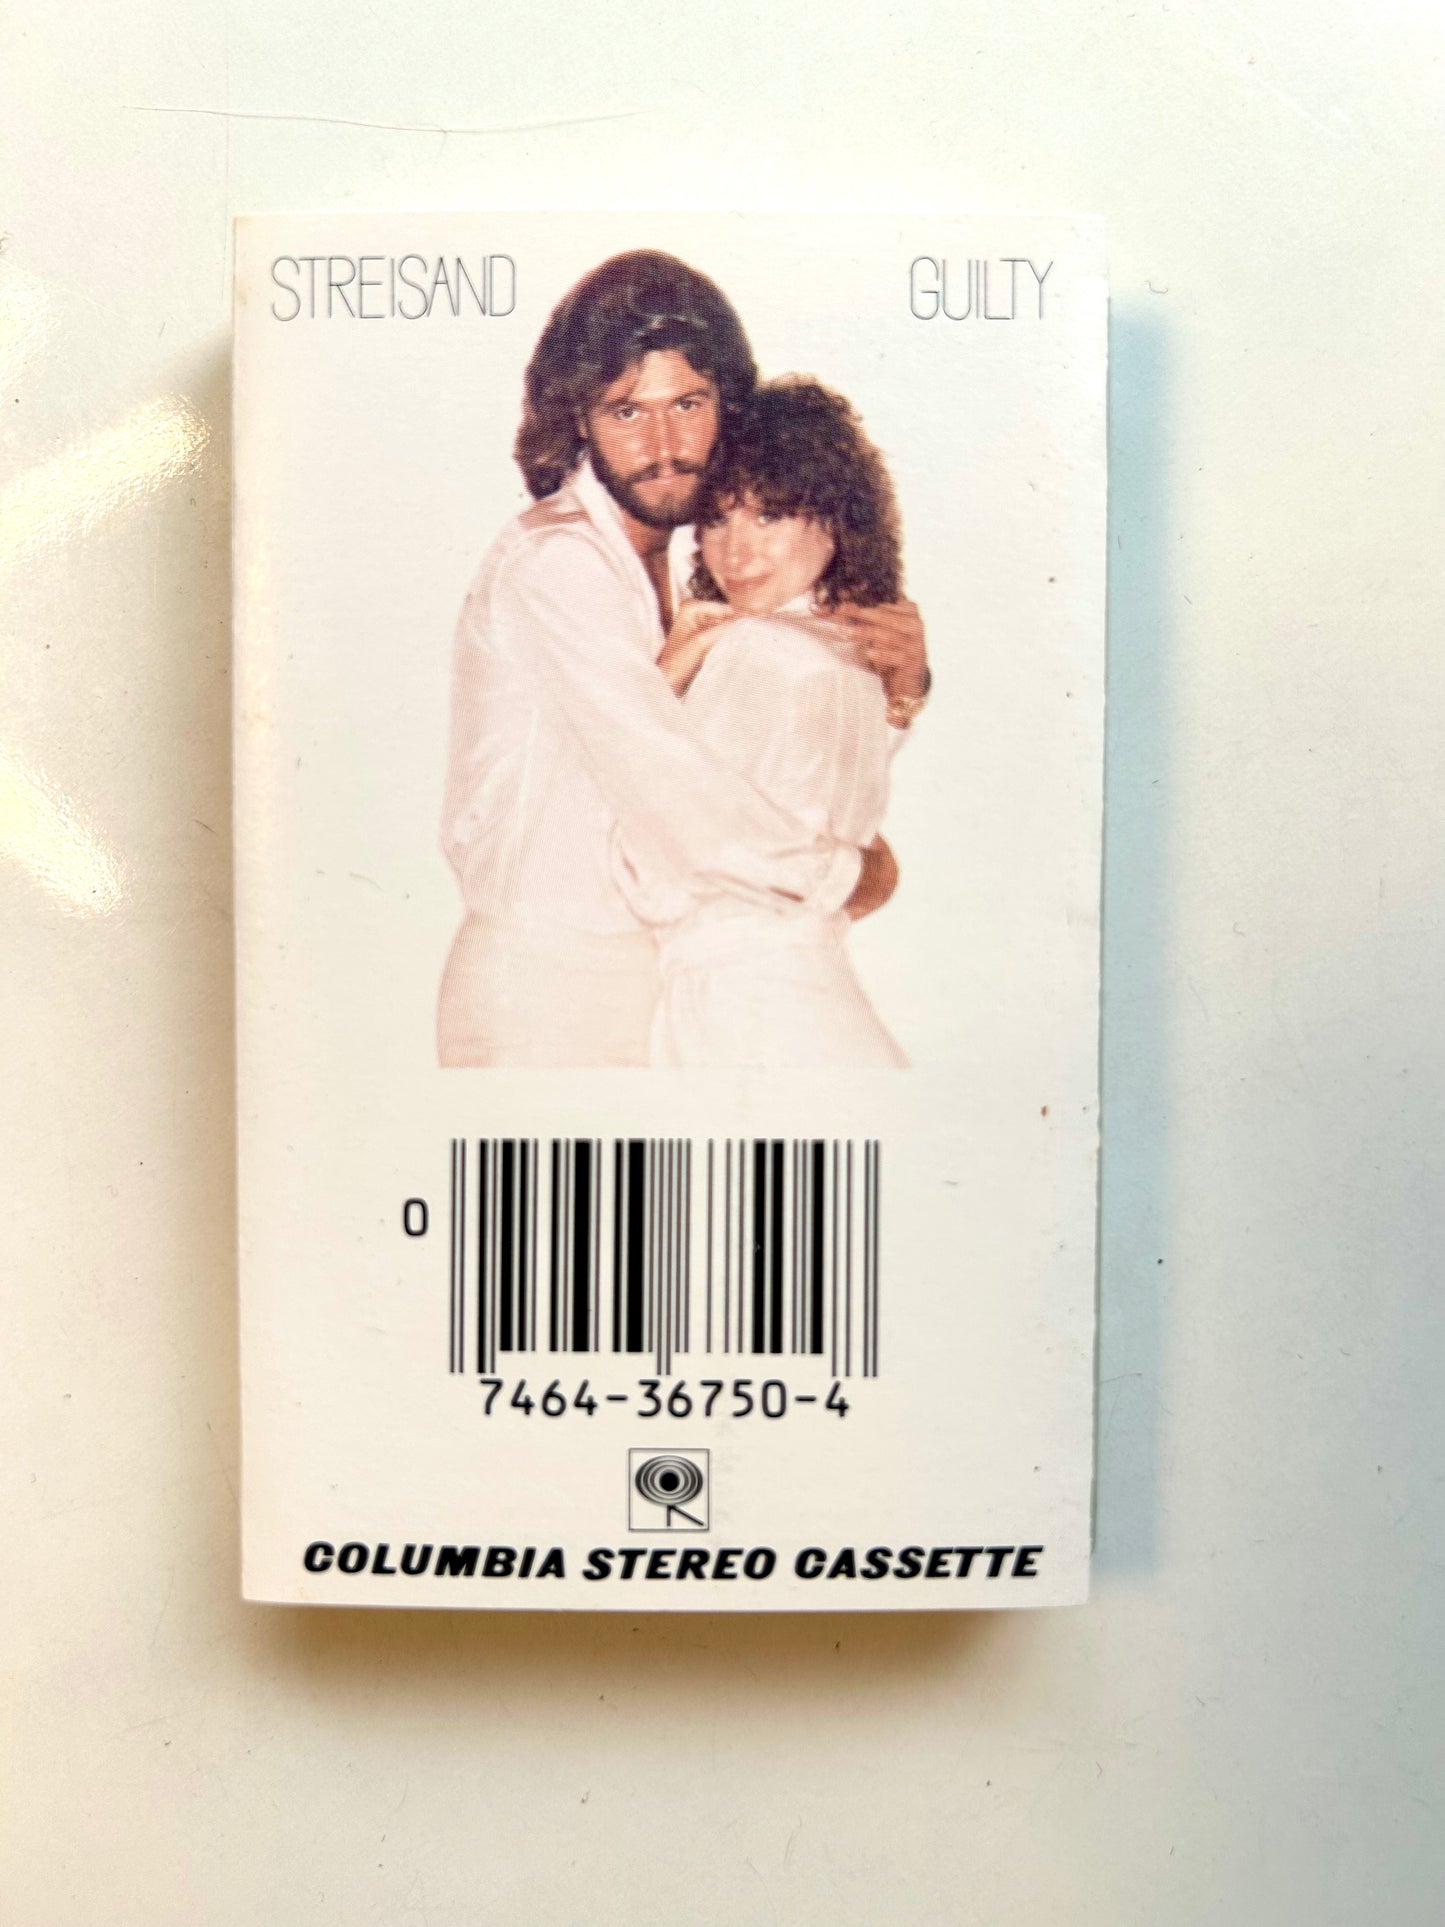 STREISAND GUILTY
0
7464-36750-4
COLUMBIA STEREO CASSETTE